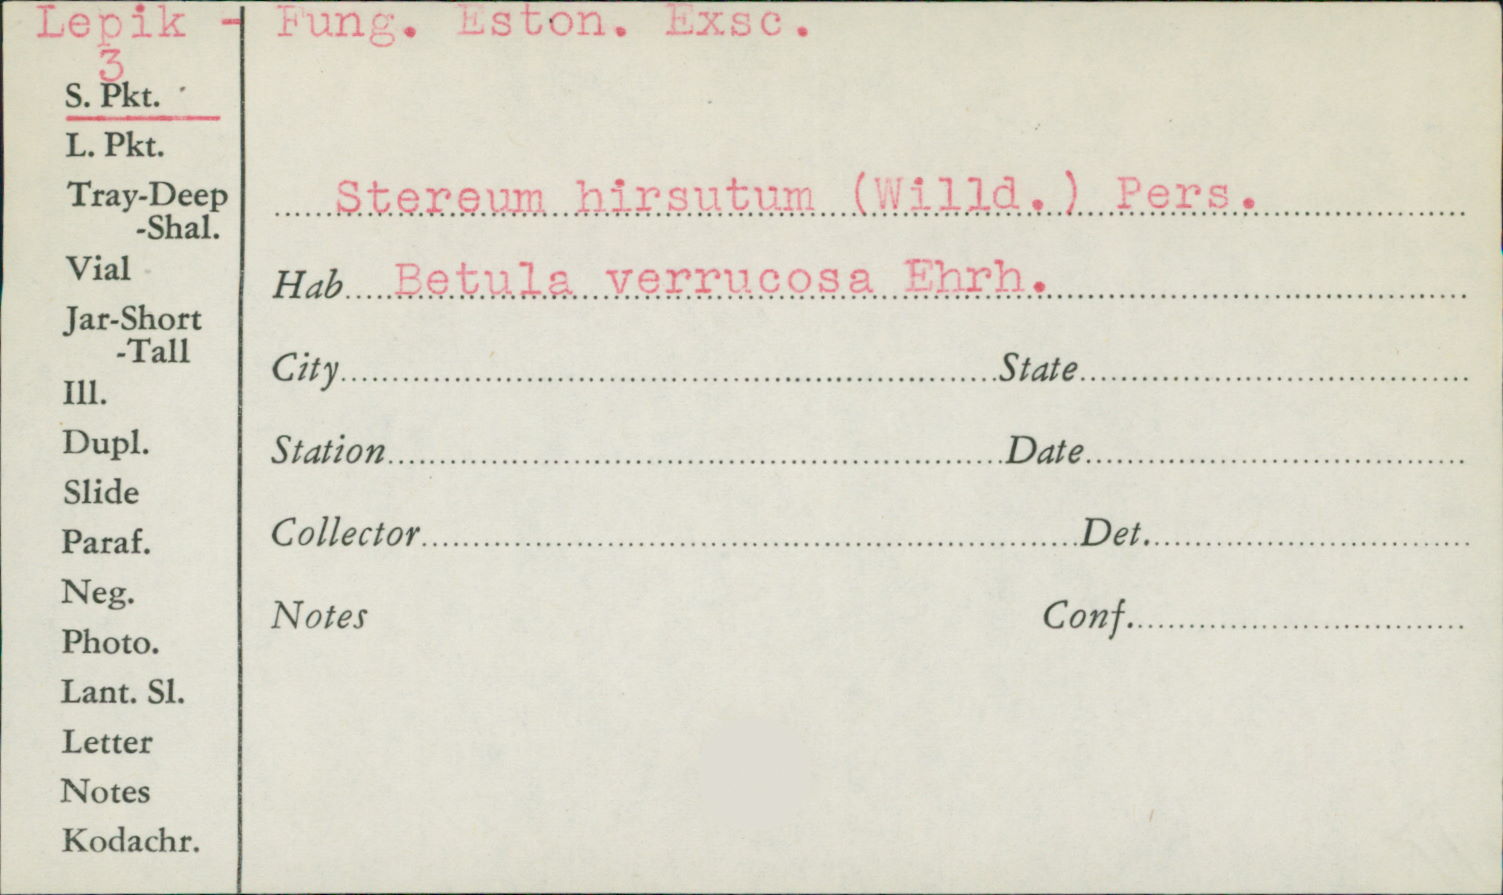 Lepik - Fung. Eston. Exsc.
3
S. Pkt.
L. Pkt.
Tray-Deep
-Shal.
Vial
Jar-Short
-Tall
Ill.
Dupl.
Slide
Paraf.
Neg.
Photo.
Lant. Sl.
Letter
Notes
Kodachr.
Stereum hirsutum (Willd.) Pers.
Hab Betula verrucosa Ehrh.
City State
Station Date
Collector Det.
Notes Conf.